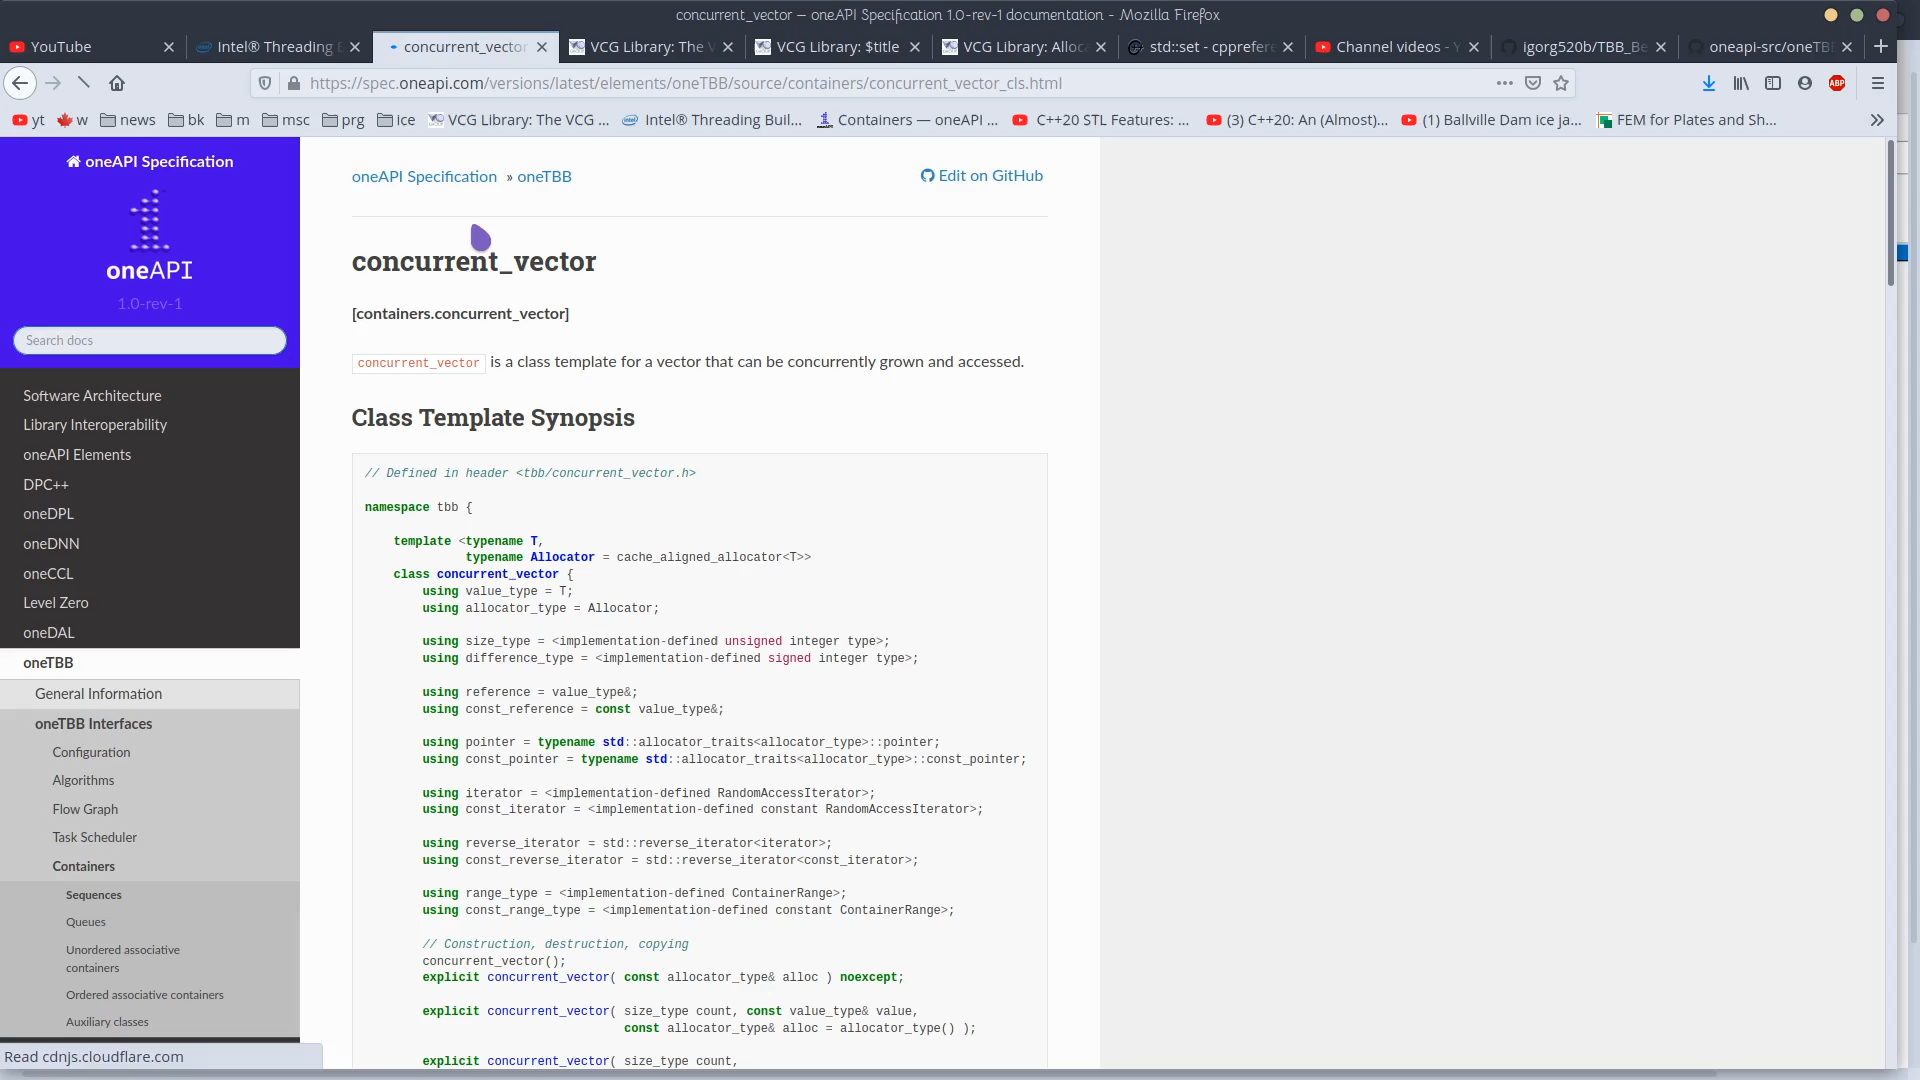 concurrent_vector — oneAPI Specification 1.0-rev-1 documentation - Mozilla Firefox
YouTube
Intel® Threading
concurrent_vector
VCG Library: The V
VCG Library: $title
VCG Library: Alloc
std::set - cpprefere
Channel videos - Y
igorg520b/TBB_Be
oneapi-src/oneTB
https://spec.oneapi.com/versions/latest/elements/oneTBB/source/containers/concurrent_vector_cls.html
ABP
yt
w
news
bk
m
msc
prg
ice
VCG Library: The VCG ...
Intel® Threading Buil...
Containers — oneAPI ...
C++20 STL Features: ...
(3) C++20: An (Almost)...
(1) Ballville Dam ice ja...
FEM for Plates and Sh...
oneAPI Specification
oneAPI
1.0-rev-1
Search docs
Software Architecture
Library Interoperability
oneAPI Elements
DPC++
oneDPL
oneDNN
oneCCL
Level Zero
oneDAL
oneTBB
General Information
oneTBB Interfaces
Configuration
Algorithms
Flow Graph
Task Scheduler
Containers
Sequences
Queues
Unordered associative
containers
Ordered associative containers
Auxiliary classes
Read cdnjs.cloudflare.com
oneAPI Specification » oneTBB
Edit on GitHub
concurrent_vector
[containers.concurrent_vector]
concurrent_vector is a class template for a vector that can be concurrently grown and accessed.
Class Template Synopsis
// Defined in header <tbb/concurrent_vector.h>
namespace tbb {
template <typename T,
typename Allocator = cache_aligned_allocator<T>>
class concurrent_vector {
using value_type = T;
using allocator_type = Allocator;
using size_type = <implementation-defined unsigned integer type>;
using difference_type = <implementation-defined signed integer type>;
using reference = value_type&;
using const_reference = const value_type&;
using pointer = typename std::allocator_traits<allocator_type>::pointer;
using const_pointer = typename std::allocator_traits<allocator_type>::const_pointer;
using iterator = <implementation-defined RandomAccessIterator>;
using const_iterator = <implementation-defined constant RandomAccessIterator>;
using reverse_iterator = std::reverse_iterator<iterator>;
using const_reverse_iterator = std::reverse_iterator<const_iterator>;
using range_type = <implementation-defined ContainerRange>;
using const_range_type = <implementation-defined constant ContainerRange>;
// Construction, destruction, copying
concurrent_vector();
explicit concurrent_vector( const allocator_type& alloc ) noexcept;
explicit concurrent_vector( size_type count, const value_type& value,
const allocator_type& alloc = allocator_type() );
explicit concurrent_vector( size_type count,